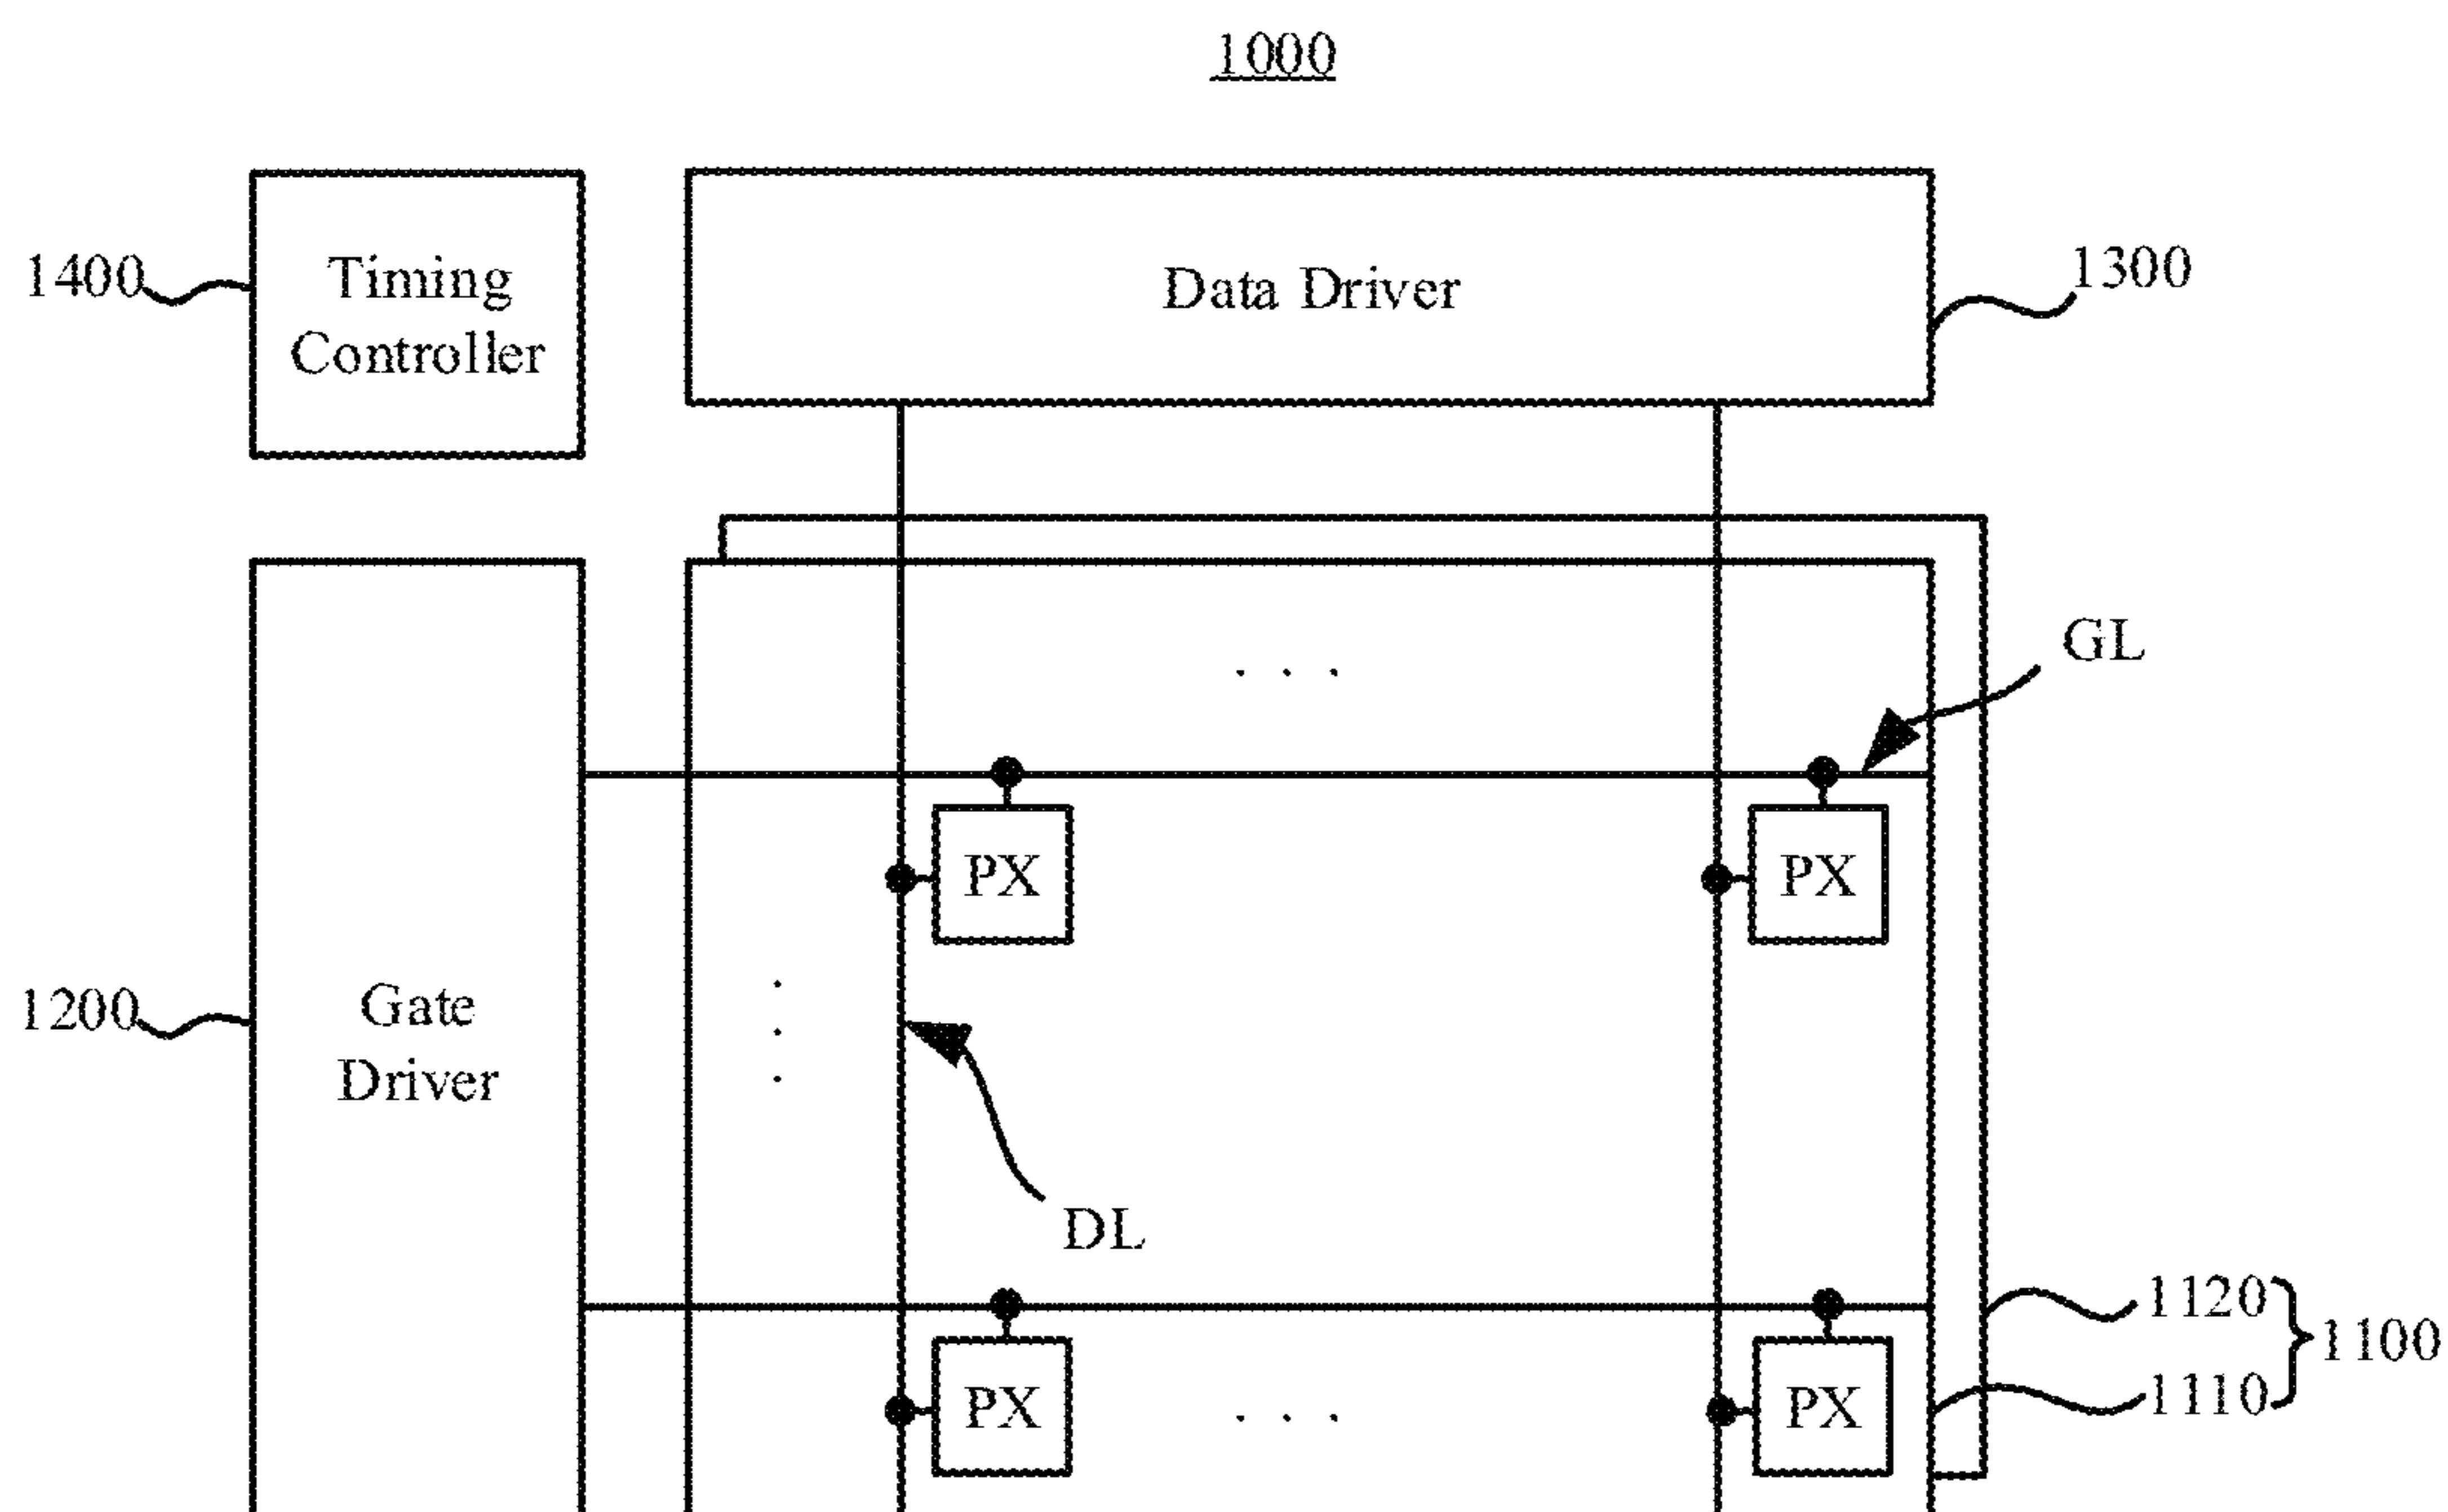 1000
1400
Timing
Controller
Data Driver
1300
GL
PX
PX
1200
Gate
Driver
DL
1120
1100
1110
PX
PX